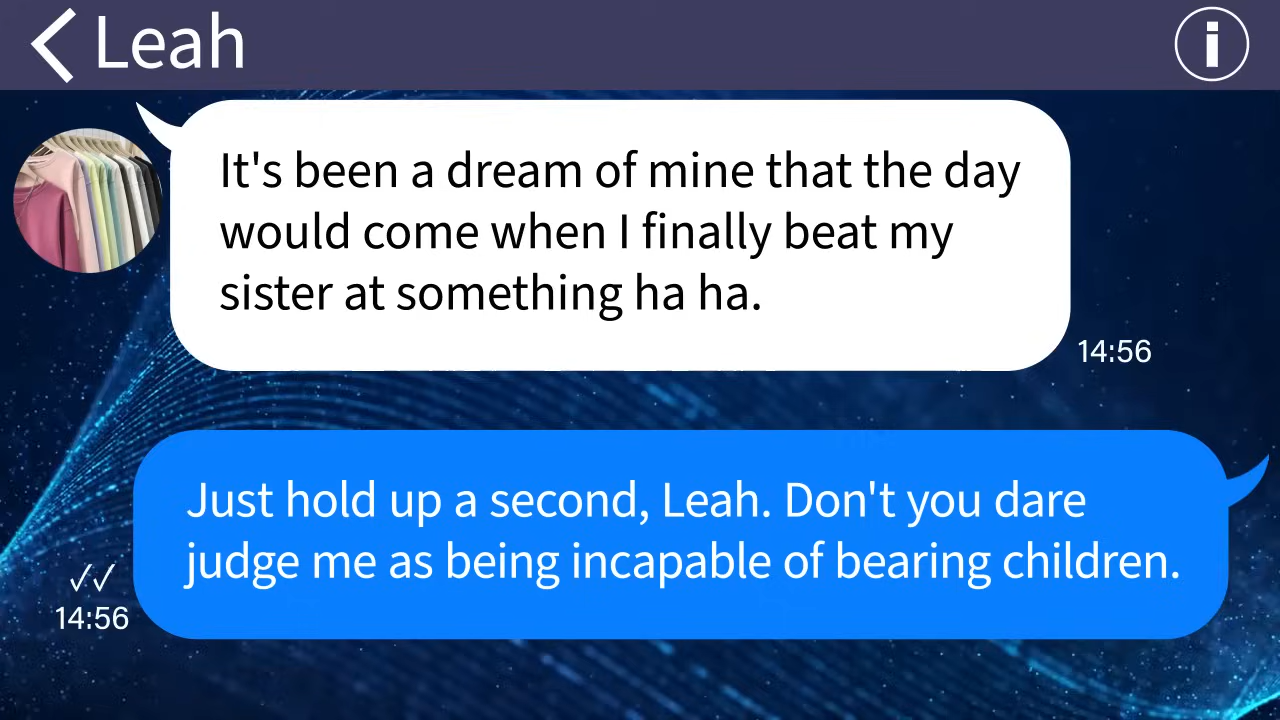 Leah
It's been a dream of mine that the day
would come when I finally beat my
sister at something ha ha.
14:56
Just hold up a second, Leah. Don't you dare
judge me as being incapable of bearing children.
14:56